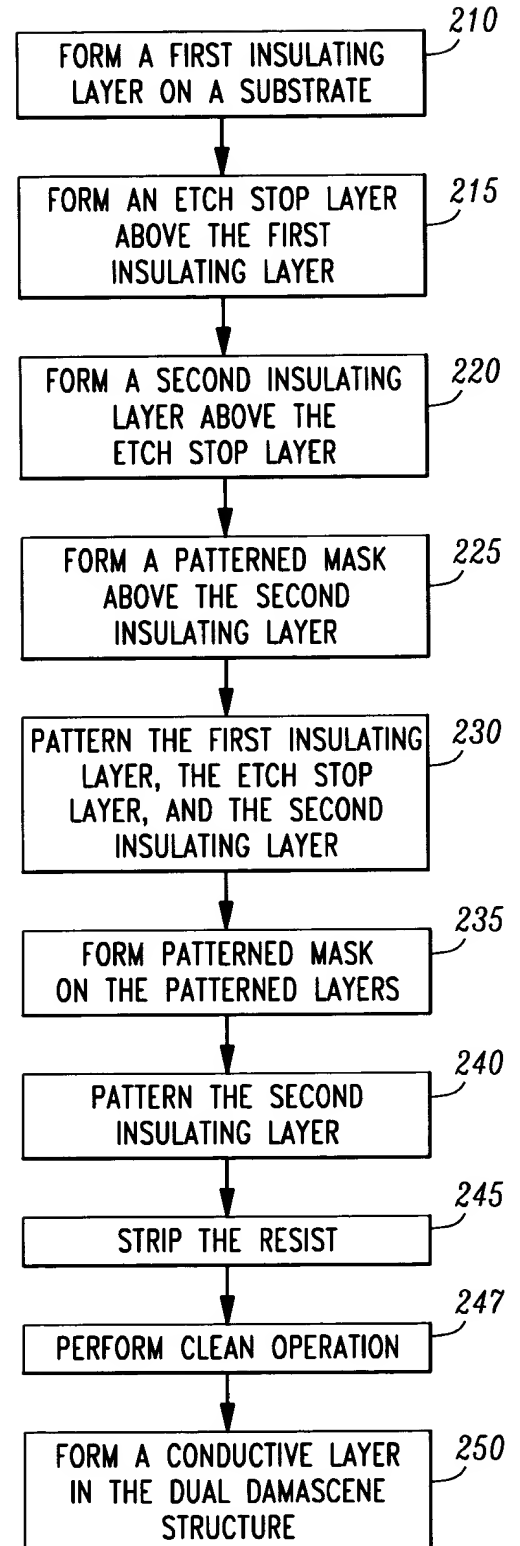 210
FORM A FIRST INSULATING
LAYER ON A SUBSTRATE
215
FORM AN ETCH STOP LAYER
ABOVE THE FIRST
INSULATING LAYER
220
FORM A SECOND INSULATING
LAYER ABOVE THE
ETCH STOP LAYER
225
FORM A PATTERNED MASK
ABOVE THE SECOND
INSULATING LAYER
230
PATTERN THE FIRST INSULATING
LAYER, THE ETCH STOP
LAYER, AND THE SECOND
INSULATING LAYER
235
FORM PATTERNED MASK
ON THE PATTERNED LAYERS
240
PATTERN THE SECOND
INSULATING LAYER
245
STRIP THE RESIST
247
PERFORM CLEAN OPERATION
250
FORM A CONDUCTIVE LAYER
IN THE DUAL DAMASCENE
STRUCTURE